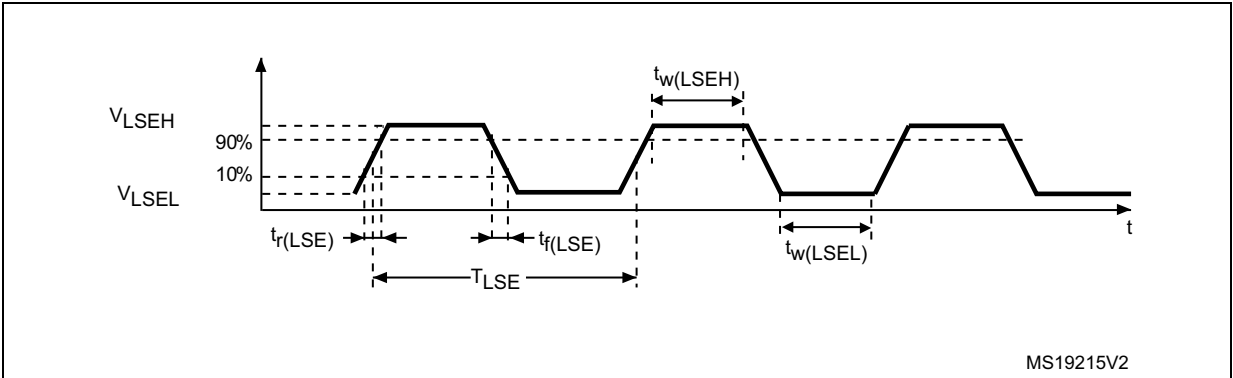 tw(LSEH)
VLSEH
90%
10%
VLSEL
tr(LSE)
tf(LSE)
tw(LSEL)
t
TLSE
MS19215V2